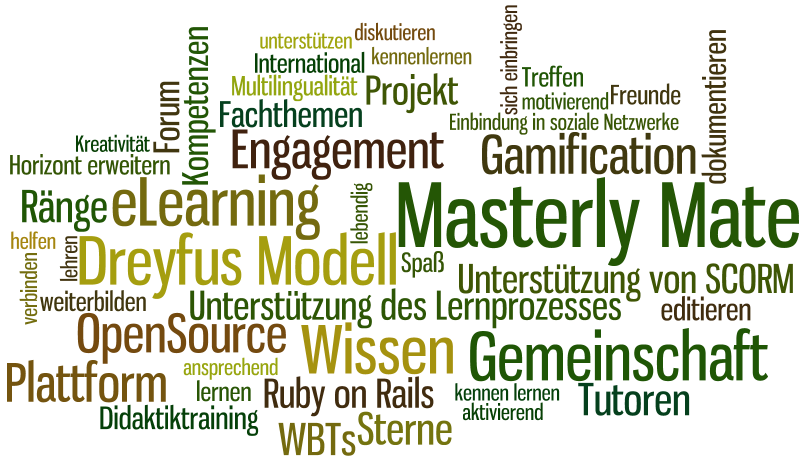 diskutieren
sich einbringen
unterstützen
Kompetenzen
dokumentieren
International
kennenlernen
Treffen
Forum
Multilingualität
Projekt
motivierend
Freunde
Fachthemen
Einbindung in soziale Netzwerke
Kreativität
Engagement
Gamification
Horizont erweitern
Ränge
eLearning
lebendig
Masterly Mate
helfen
lehren
Dreyfus Modell
Spaß
verbinden
Unterstützung von SCORM
weiterbilden
Unterstützung des Lernprozesses
editieren
OpenSource
Wissen
Gemeinschaft
ansprechend
Plattform
lernen
Ruby on Rails
kennen lernen
Tutoren
aktivierend
Didaktiktraining
WBTs
Sterne